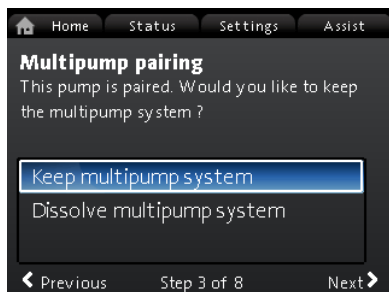 Home Status Settings Assist
Multipump pairing
This pump is paired. Would you like to keep
the multipump system ?
Keep multipump system
Dissolve multipump system
Previous Step 3 of 8 Next